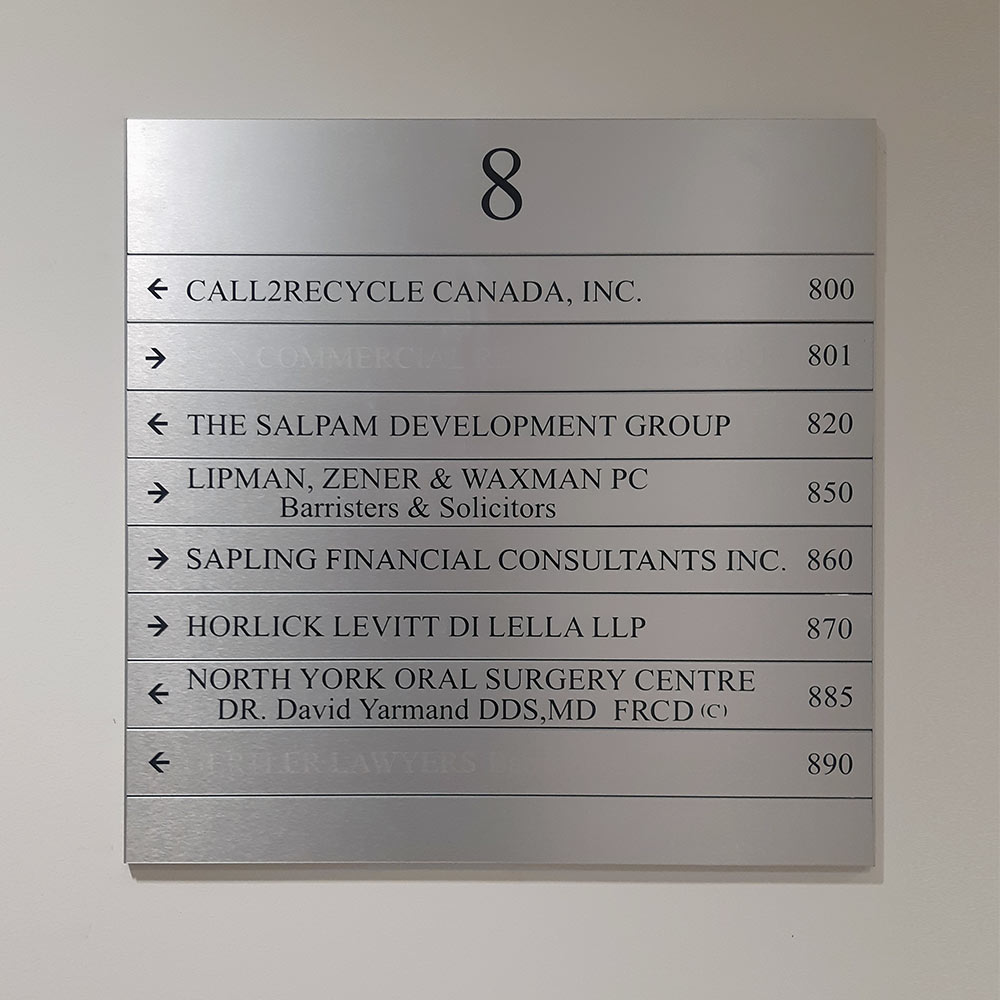 8
← CALL2RECYCLE CANADA, INC. 800
→ COMMERCIAL 801
← THE SALPAM DEVELOPMENT GROUP 820
→ LIPMAN, ZENER & WAXMAN PC 850
Barristers & Solicitors
→ SAPLING FINANCIAL CONSULTANTS INC. 860
→ HORLICK LEVITT DI LELLA LLP 870
← NORTH YORK ORAL SURGERY CENTRE 885
DR. David Yarmand DDS,MD FRCD (C)
← LAWYERS 890